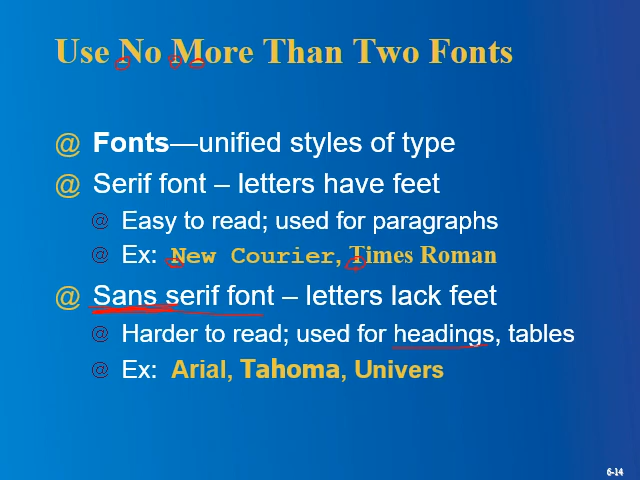 Use No More Than Two Fonts
@ Fonts—unified styles of type
@ Serif font – letters have feet
@ Easy to read; used for paragraphs
@ Ex: New Courier, Times Roman
@ Sans serif font – letters lack feet
@ Harder to read; used for headings, tables
@ Ex: Arial, Tahoma, Univers
6-14